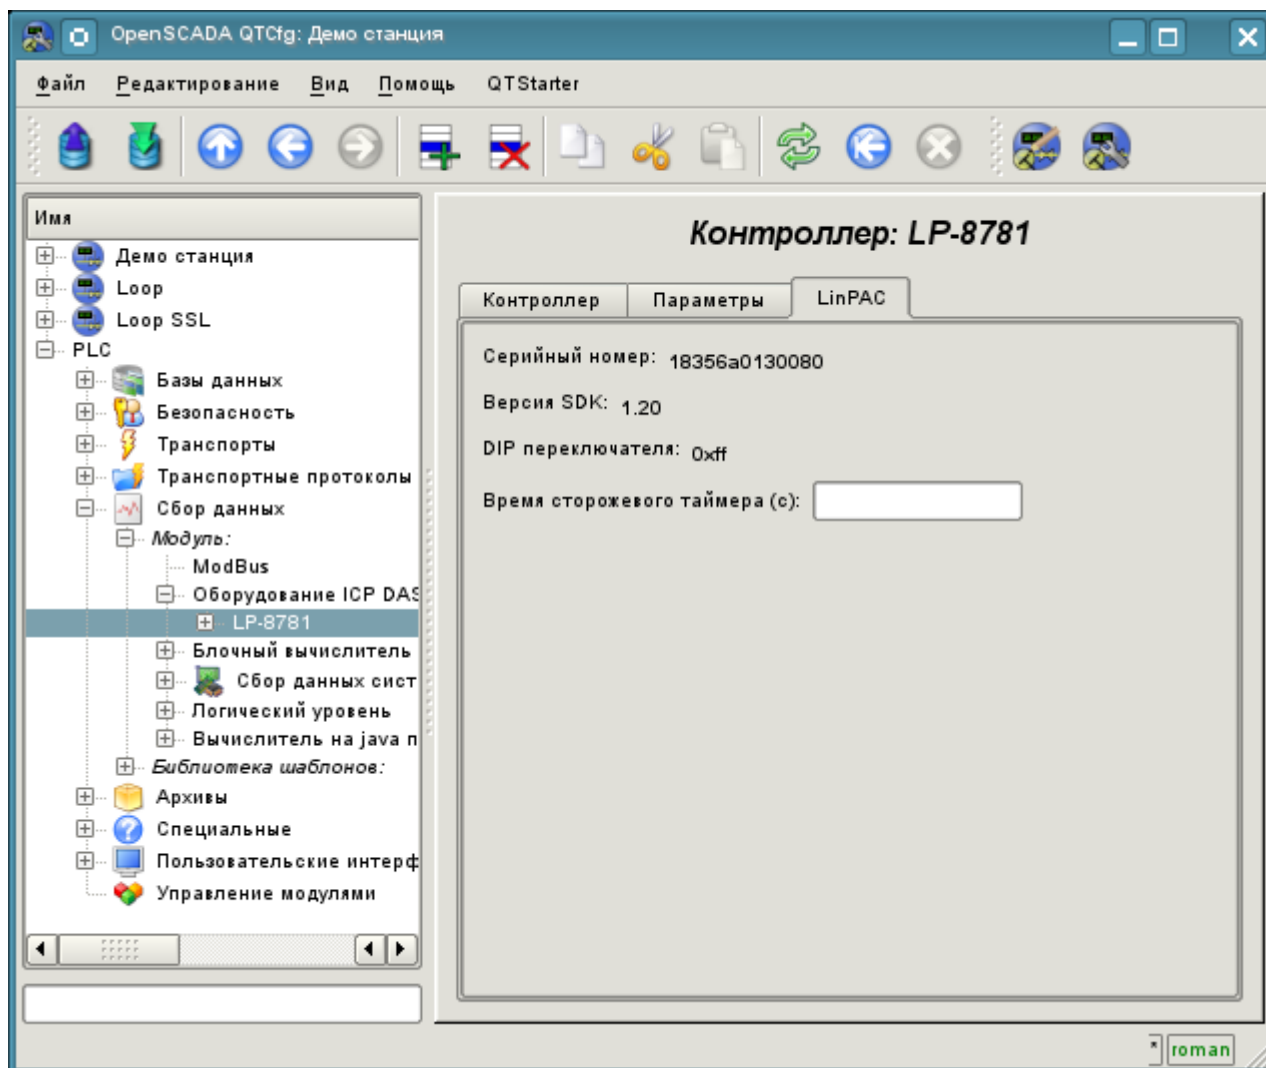 OpenSCADA QTCfg: Демо станция
Файл Редактирование Вид Помощь QTStarter
Имя
Демо станция
Loop
Loop SSL
PLC
Базы данных
Безопасность
Транспорты
Транспортные протоколы
Сбор данных
Модуль:
ModBus
Оборудование ICP DAS
LP-8781
Блочный вычислитель
Сбор данных сист
Логический уровень
Вычислитель на java п
Библиотека шаблонов:
Архивы
Специальные
Пользовательские интерф
Управление модулями
Контроллер: LP-8781
Контроллер Параметры LinPAC
Серийный номер: 18356a0130080
Версия SDK: 1.20
DIP переключателя: 0xff
Время сторожевого таймера (с):
* roman